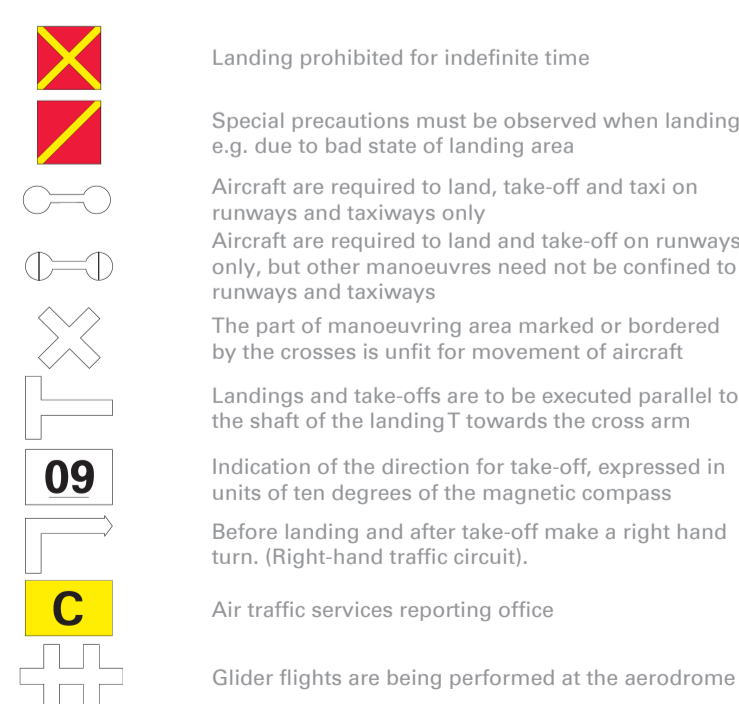 Landing prohibited for indefinite time
Special precautions must be observed when landing
e.g. due to bad state of landing area
Aircraft are required to land, take-off and taxi on
runways and taxiways only
Aircraft are required to land and take-off on runways
only, but other manoeuvres need not be confined to
runways and taxiways
The part of manoeuvring area marked or bordered
by the crosses is unfit for movement of aircraft
Landings and take-offs are to be executed parallel to
the shaft of the landing T towards the cross arm
09
Indication of the direction for take-off, expressed in
units of ten degrees of the magnetic compass
Before landing and after take-off make a right hand
turn. (Right-hand traffic circuit).
C
Air traffic services reporting office
Glider flights are being performed at the aerodrome